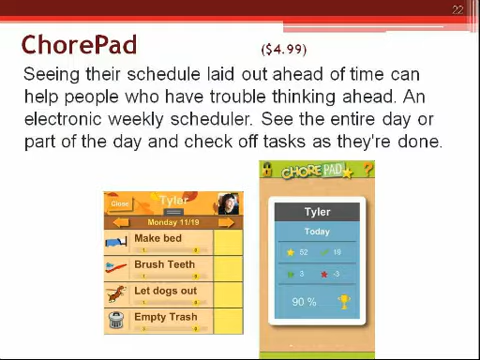 22
ChorePad ($4.99)
Seeing their schedule laid out ahead of time can
help people who have trouble thinking ahead. An
electronic weekly scheduler. See the entire day or
part of the day and check off tasks as they're done.
Close Tyler
Monday 11/19
Make bed
Brush Teeth
Let dogs out
Empty Trash
CHORE PAD ?
Tyler
Today
52 19
3 -3
90 %